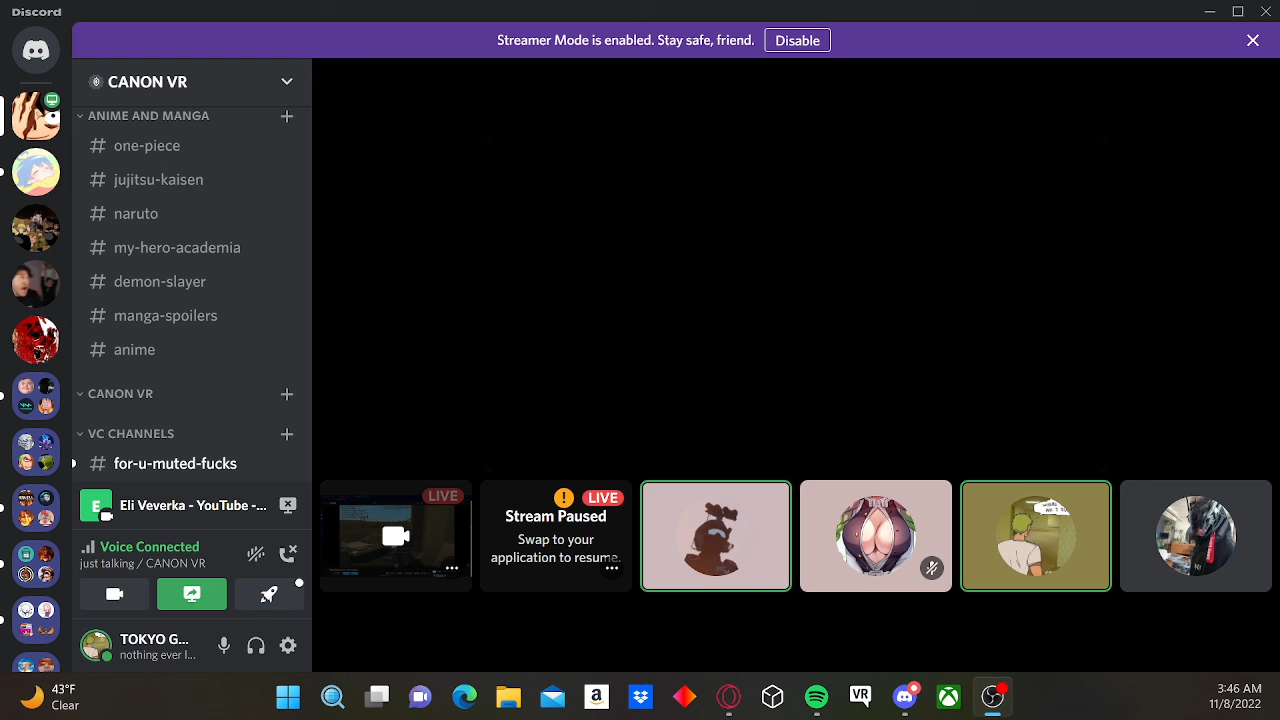 Discord
Streamer Mode is enabled. Stay safe, friend.
Disable
CANON VR
ANIME AND MANGA
one-piece
jujitsu-kaisen
naruto
my-hero-academia
demon-slayer
manga-spoilers
anime
CANON VR
VC CHANNELS
for-u-muted-fucks
E
Eli Veverka - YouTube - ...
Voice Connected
just talking / CANON VR
TOKYO G...
nothing ever l...
LIVE
LIVE
Stream Paused
Swap to your
application to resume.
43°F
Clear
a
VR
3:46 AM
11/8/2022